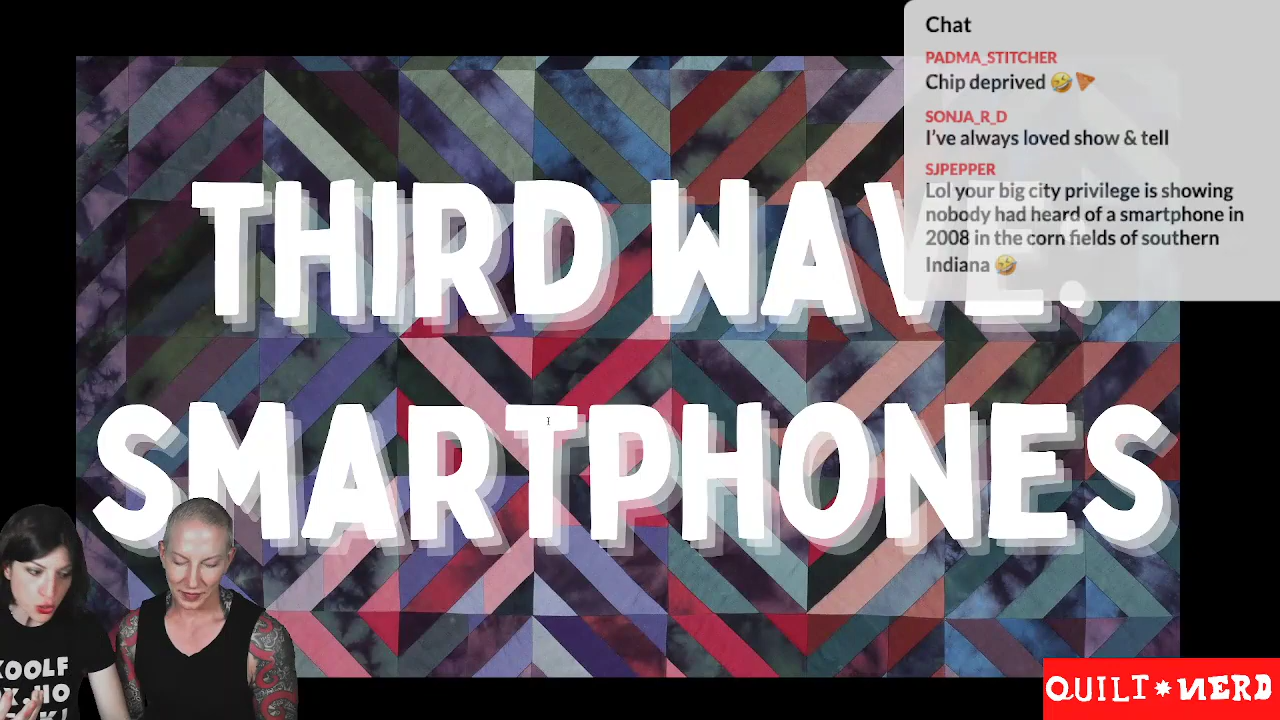 Chat
PADMA_STITCHER
Chip deprived 🤣
SONJA_R_D
I've always loved show & tell
SJPEPPER
Lol your big city privilege is showing
nobody had heard of a smartphone in
2008 in the corn fields of southern
Indiana 🤣
THIRD WAVE:
SMARTPHONES
KOOLF
QUILT*NERD